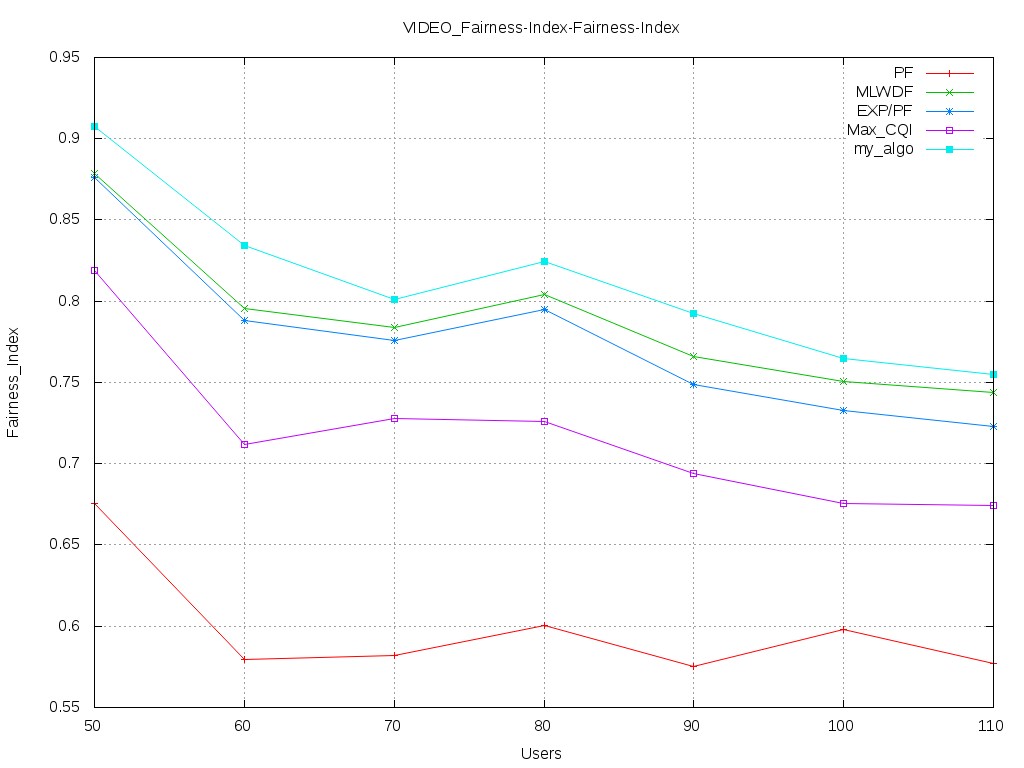 VIDEO_Fairness-Index-Fairness-Index
0.95
0.9
0.85
0.8
0.75
0.7
0.65
0.6
0.55
Fairness_Index
PF
MLWDF
EXP/PF
Max_CQI
my_algo
50 60 70 80 90 100 110
Users